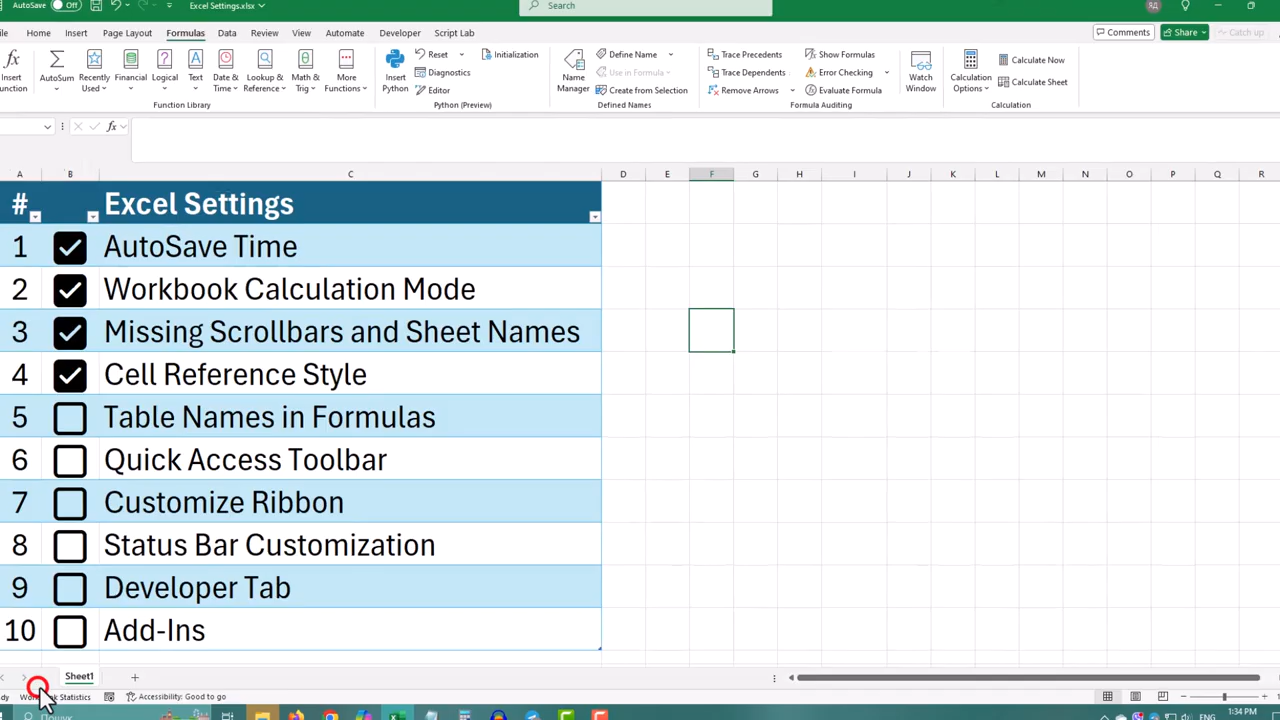 AutoSave Off Excel Settings.xlsx Search ЯД
Home Insert Page Layout Formulas Data Review View Automate Developer Script Lab Comments Share Catch up
Insert Function
AutoSum
Recently Used
Financial
Logical
Text
Date & Time
Lookup & Reference
Math & Trig
More Functions
Function Library
Insert Python
Reset
Diagnostics
Editor
Initialization
Python (Preview)
Name Manager
Define Name
Use in Formula
Create from Selection
Defined Names
Trace Precedents
Trace Dependents
Remove Arrows
Show Formulas
Error Checking
Evaluate Formula
Formula Auditing
Watch Window
Calculation Options
Calculate Now
Calculate Sheet
Calculation
fx
A B C D E F G H I J K L M N O P Q R
# Excel Settings
1 AutoSave Time
2 Workbook Calculation Mode
3 Missing Scrollbars and Sheet Names
4 Cell Reference Style
5 Table Names in Formulas
6 Quick Access Toolbar
7 Customize Ribbon
8 Status Bar Customization
9 Developer Tab
10 Add-Ins
Sheet1
Statistics Accessibility: Good to go
1:34 PM
ENG